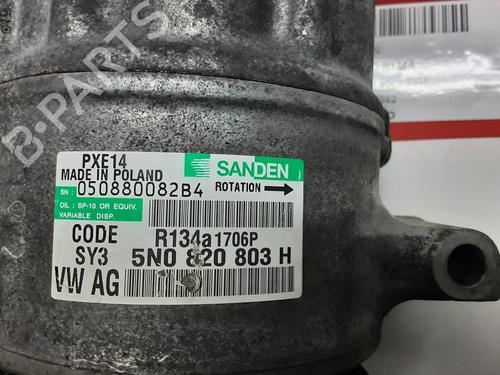 B-PARTS
PXE14
MADE IN POLAND
SANDEN
SN : 050880082B4
ROTATION
OIL : SP-10 OR EQUIV.
VARIABLE DISP.
CODE R134a1706P
SY3 5N0 820 803 H
VW AG